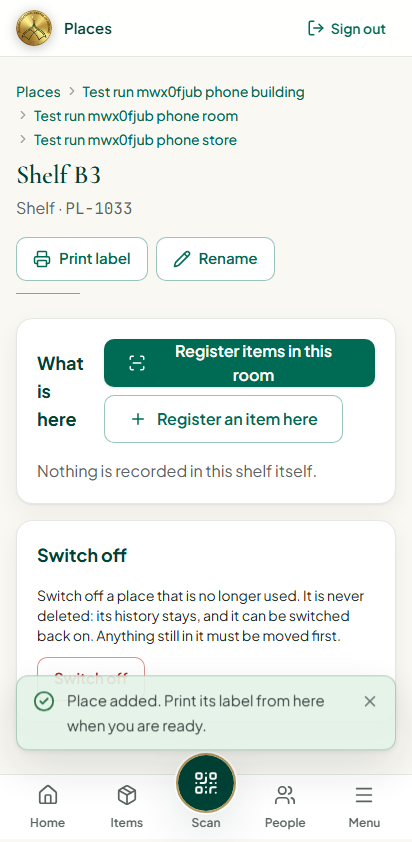 Places
Sign out
Places > Test run mwx0fjub phone building
> Test run mwx0fjub phone room
> Test run mwx0fjub phone store
Shelf B3
Shelf · PL-1033
Print label
Rename
What is here
Register items in this room
Register an item here
Nothing is recorded in this shelf itself.
Switch off
Switch off a place that is no longer used. It is never
deleted: its history stays, and it can be switched
back on. Anything still in it must be moved first.
Switch off
Place added. Print its label from here
when you are ready.
Home
Items
Scan
People
Menu